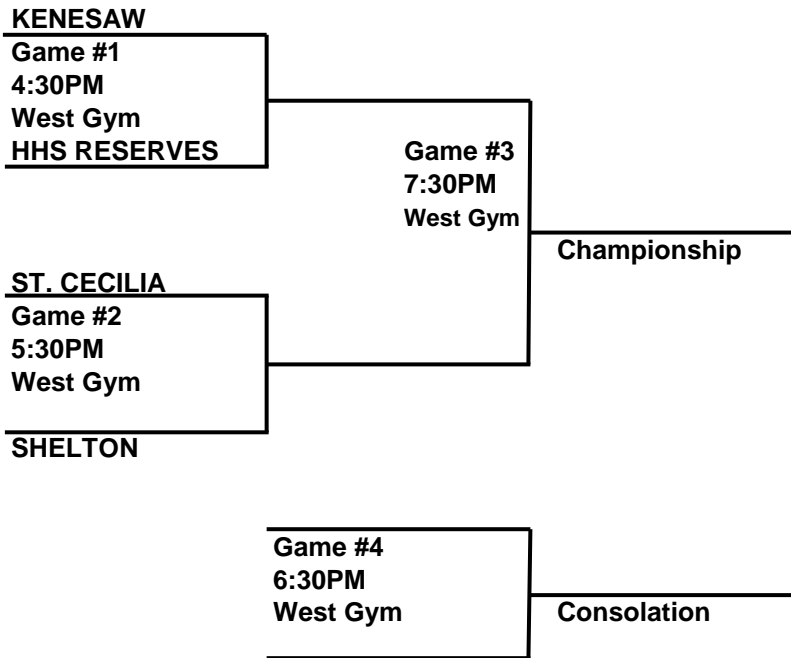 KENESAW
Game #1
4:30PM
West Gym
HHS RESERVES
Game #3
7:30PM
West Gym
Championship
ST. CECILIA
Game #2
5:30PM
West Gym
SHELTON
Game #4
6:30PM
West Gym
Consolation